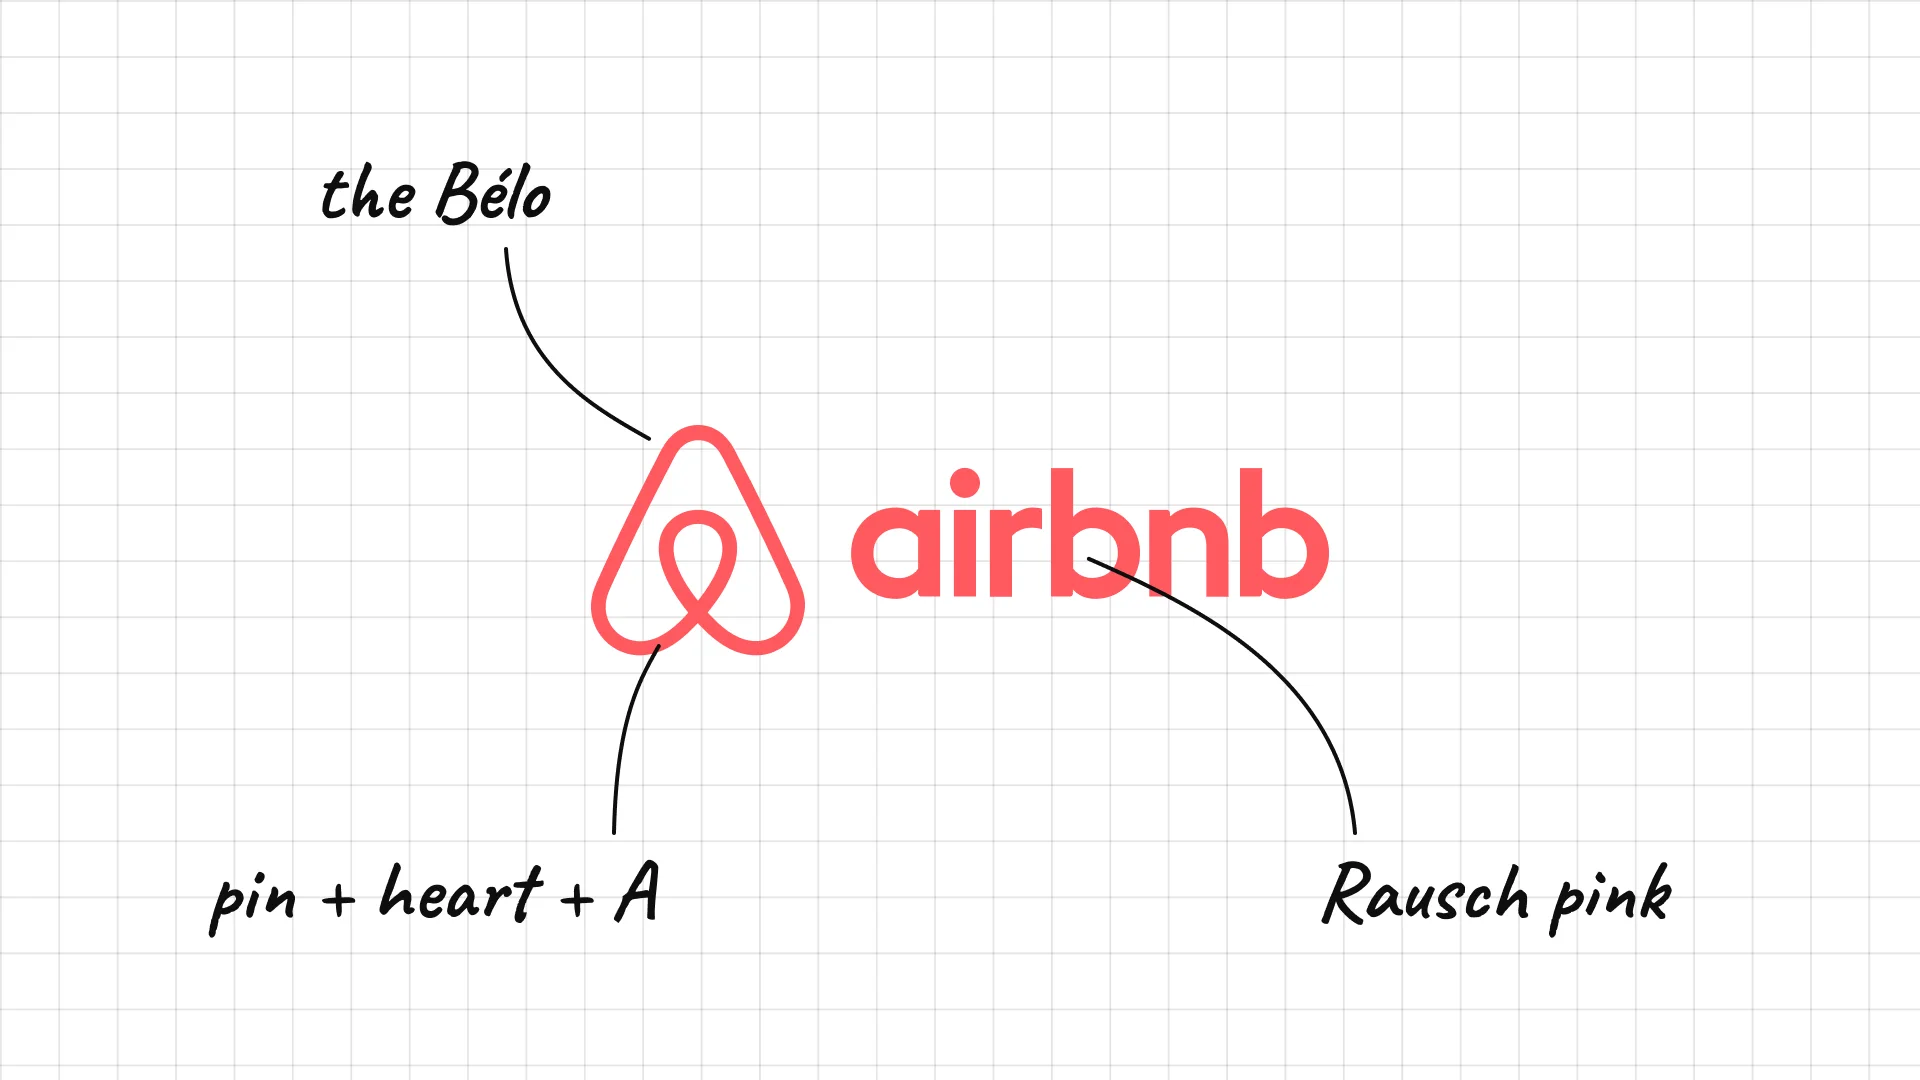 the Bélo
airbnb
pin + heart + A
Rausch pink